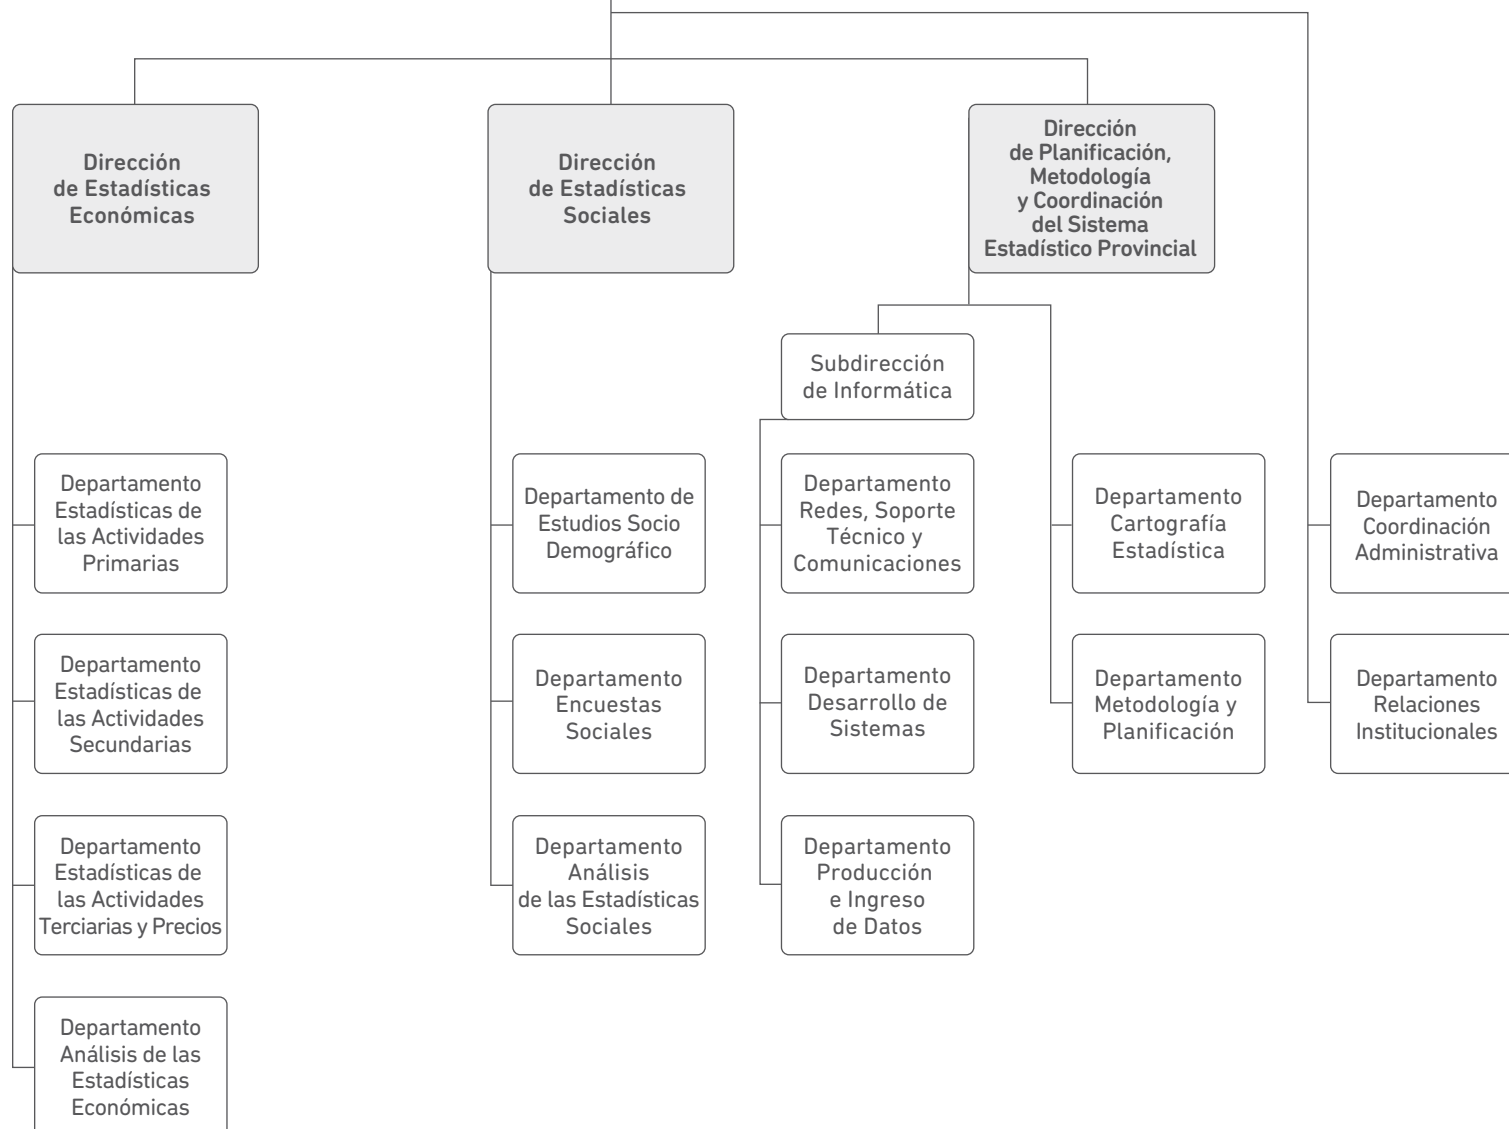 Dirección
de Estadísticas
Económicas
Dirección
de Estadísticas
Sociales
Dirección
de Planificación,
Metodología
y Coordinación
del Sistema
Estadístico Provincial
Subdirección
de Informática
Departamento
Estadísticas de
las Actividades
Primarias
Departamento de
Estudios Socio
Demográfico
Departamento
Redes, Soporte
Técnico y
Comunicaciones
Departamento
Cartografía
Estadística
Departamento
Coordinación
Administrativa
Departamento
Estadísticas de
las Actividades
Secundarias
Departamento
Encuestas
Sociales
Departamento
Desarrollo de
Sistemas
Departamento
Metodología y
Planificación
Departamento
Relaciones
Institucionales
Departamento
Estadísticas de
las Actividades
Terciarias y Precios
Departamento
Análisis
de las Estadísticas
Sociales
Departamento
Producción
e Ingreso
de Datos
Departamento
Análisis de las
Estadísticas
Económicas